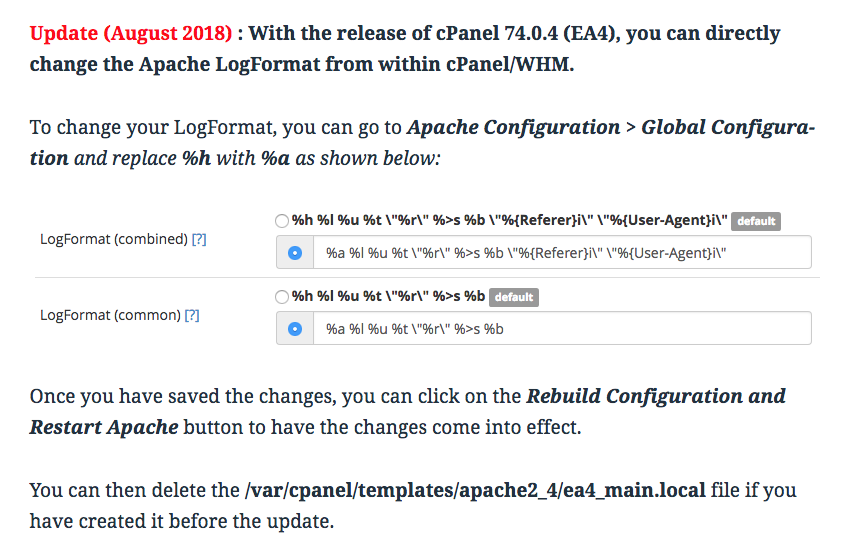 Update (August 2018) : With the release of cPanel 74.0.4 (EA4), you can directly
change the Apache LogFormat from within cPanel/WHM.
To change your LogFormat, you can go to Apache Configuration > Global Configura-
tion and replace %h with %a as shown below:
LogFormat (combined) [?]
%h %l %u %t \"%r\" %>s %b \"%{Referer}i\" \"%{User-Agent}i\" default
%a %l %u %t \"%r\" %>s %b \"%{Referer}i\" \"%{User-Agent}i\"
LogFormat (common) [?]
%h %l %u %t \"%r\" %>s %b default
%a %l %u %t \"%r\" %>s %b
Once you have saved the changes, you can click on the Rebuild Configuration and
Restart Apache button to have the changes come into effect.
You can then delete the /var/cpanel/templates/apache2_4/ea4_main.local file if you
have created it before the update.